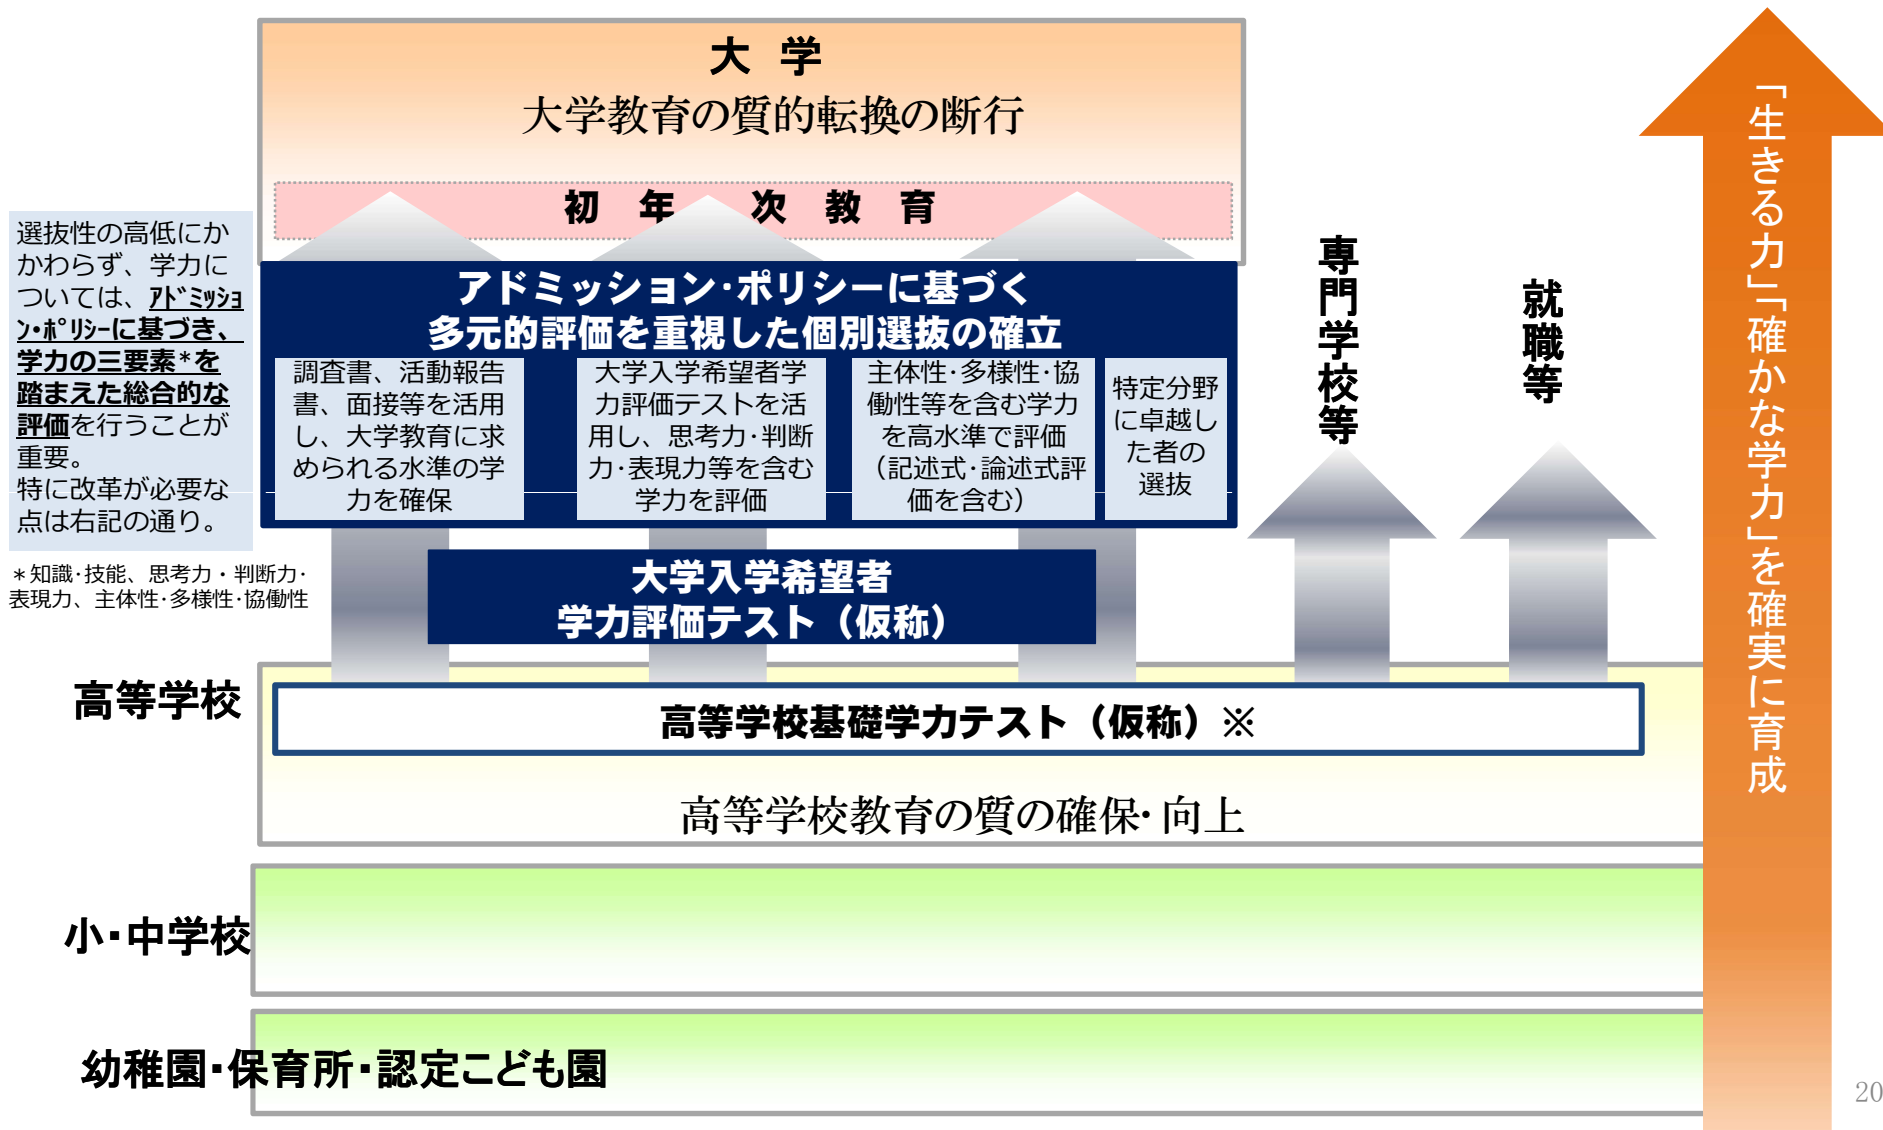 大 学
大学教育の質的転換の断行
初 年 次 教 育
選抜性の高低にか
かわらず、学力に
ついては、ｱﾄﾞﾐｯｼｮ
ﾝ・ﾎﾟﾘｼｰに基づき、
学力の三要素*を
踏まえた総合的な
評価を行うことが
重要。
特に改革が必要な
点は右記の通り。
＊知識･技能、思考力・判断力･
表現力、主体性･多様性･協働性
アドミッション･ポリシーに基づく
多元的評価を重視した個別選抜の確立
調査書、活動報告
書、面接等を活用
し、大学教育に求
められる水準の学
力を確保
大学入学希望者学
力評価テストを活
用し、思考力･判断
力･表現力等を含む
学力を評価
主体性･多様性･協
働性等を含む学力
を高水準で評価
（記述式･論述式評
価を含む）
特定分野
に卓越し
た者の
選抜
専門学校等
就職等
大学入学希望者
学力評価テスト（仮称）
高等学校
高等学校基礎学力テスト（仮称）※
高等学校教育の質の確保･向上
小・中学校
幼稚園・保育所・認定こども園
「生きる力」「確かな学力」を確実に育成
20